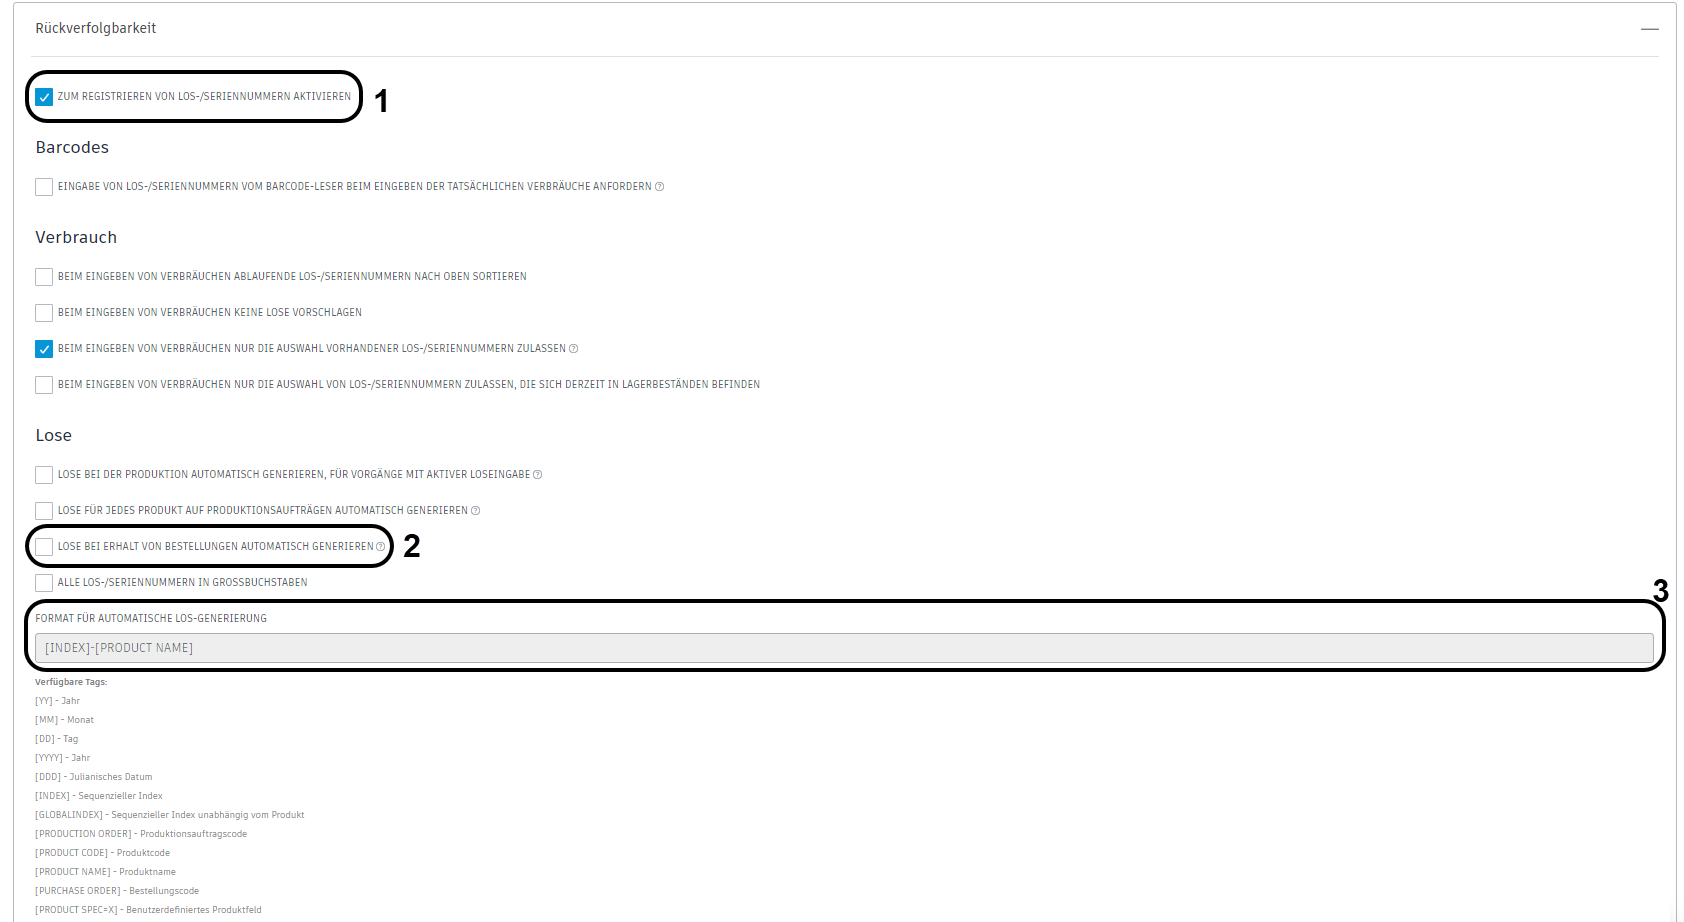 Rückverfolgbarkeit
ZUM REGISTRIEREN VON LOS-/SERIENNUMMERN AKTIVIEREN 1
Barcodes
EINGABE VON LOS-/SERIENNUMMERN VOM BARCODE-LESER BEIM EINGEBEN DER TATSÄCHLICHEN VERBRÄUCHE ANFORDERN ?
Verbrauch
BEIM EINGEBEN VON VERBRÄUCHEN ABLAUFENDE LOS-/SERIENNUMMERN NACH OBEN SORTIEREN
BEIM EINGEBEN VON VERBRÄUCHEN KEINE LOSE VORSCHLAGEN
BEIM EINGEBEN VON VERBRÄUCHEN NUR DIE AUSWAHL VORHANDENER LOS-/SERIENNUMMERN ZULASSEN ?
BEIM EINGEBEN VON VERBRÄUCHEN NUR DIE AUSWAHL VON LOS-/SERIENNUMMERN ZULASSEN, DIE SICH DERZEIT IN LAGERBESTÄNDEN BEFINDEN
Lose
LOSE BEI DER PRODUKTION AUTOMATISCH GENERIEREN, FÜR VORGÄNGE MIT AKTIVER LOSEINGABE ?
LOSE FÜR JEDES PRODUKT AUF PRODUKTIONSAUFTRÄGEN AUTOMATISCH GENERIEREN ?
LOSE BEI ERHALT VON BESTELLUNGEN AUTOMATISCH GENERIEREN ? 2
ALLE LOS-/SERIENNUMMERN IN GROSSBUCHSTABEN
3
FORMAT FÜR AUTOMATISCHE LOS-GENERIERUNG
[INDEX]-[PRODUCT NAME]
Verfügbare Tags:
[YY] - Jahr
[MM] - Monat
[DD] - Tag
[YYYY] - Jahr
[DDD] - Julianisches Datum
[INDEX] - Sequenzieller Index
[GLOBALINDEX] - Sequenzieller Index unabhängig vom Produkt
[PRODUCTION ORDER] - Produktionsauftragscode
[PRODUCT CODE] - Produktcode
[PRODUCT NAME] - Produktname
[PURCHASE ORDER] - Bestellungscode
[PRODUCT SPEC=X] - Benutzerdefiniertes Produktfeld